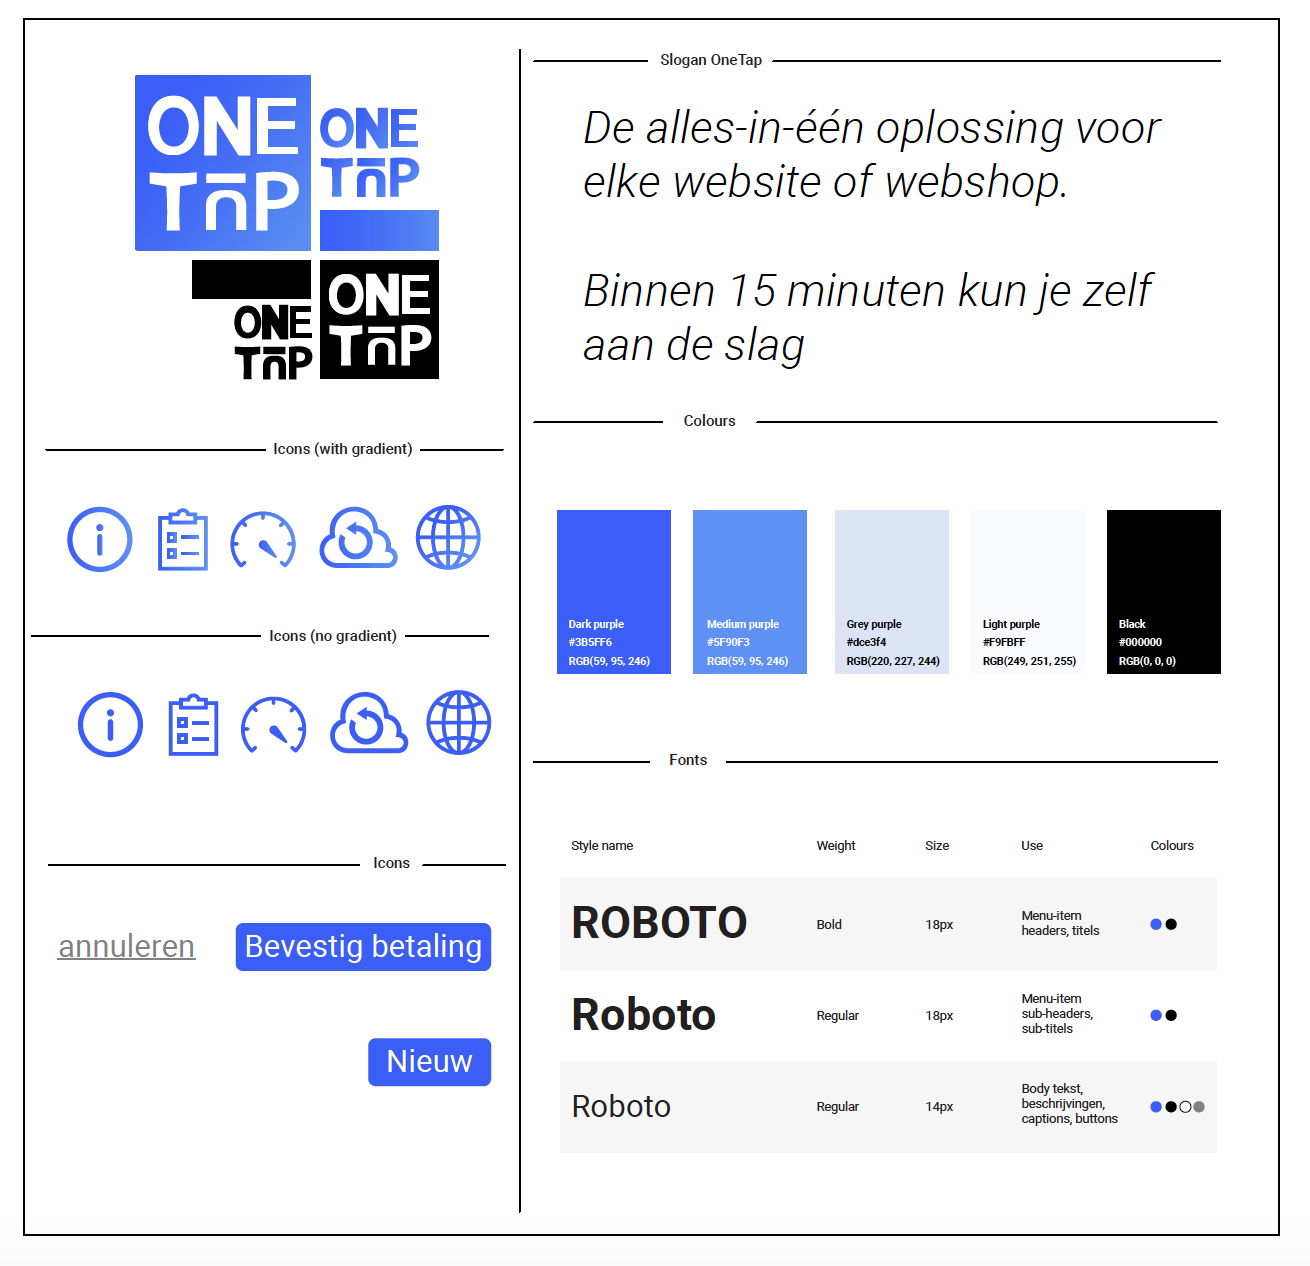 ONE
TAP
ONE
TAP
ONE
TAP
ONE
TAP
Icons (with gradient)
Icons (no gradient)
Icons
annuleren
Bevestig betaling
Nieuw
Slogan OneTap
De alles-in-één oplossing voor
elke website of webshop.
Binnen 15 minuten kun je zelf
aan de slag
Colours
Dark purple
#3B5FF6
RGB(59, 95, 246)
Medium purple
#5F90F3
RGB(59, 95, 246)
Grey purple
#dce3f4
RGB(220, 227, 244)
Light purple
#F9FBFF
RGB(249, 251, 255)
Black
#000000
RGB(0, 0, 0)
Fonts
Style name Weight Size Use Colours
ROBOTO Bold 18px Menu-item
headers, titels
Roboto Regular 18px Menu-item
sub-headers,
sub-titels
Roboto Regular 14px Body tekst,
beschrijvingen,
captions, buttons